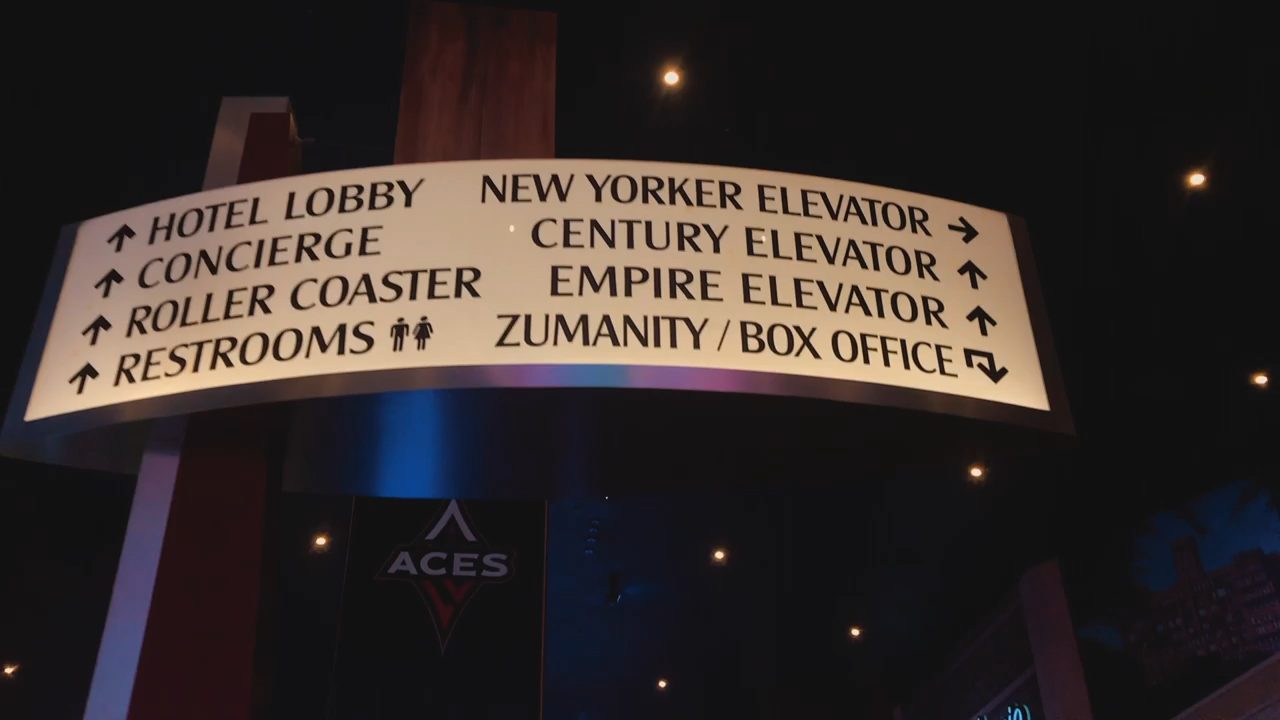 HOTEL LOBBY
CONCIERGE
ROLLER COASTER
RESTROOMS
NEW YORKER ELEVATOR
CENTURY ELEVATOR
EMPIRE ELEVATOR
ZUMANITY / BOX OFFICE
ACES